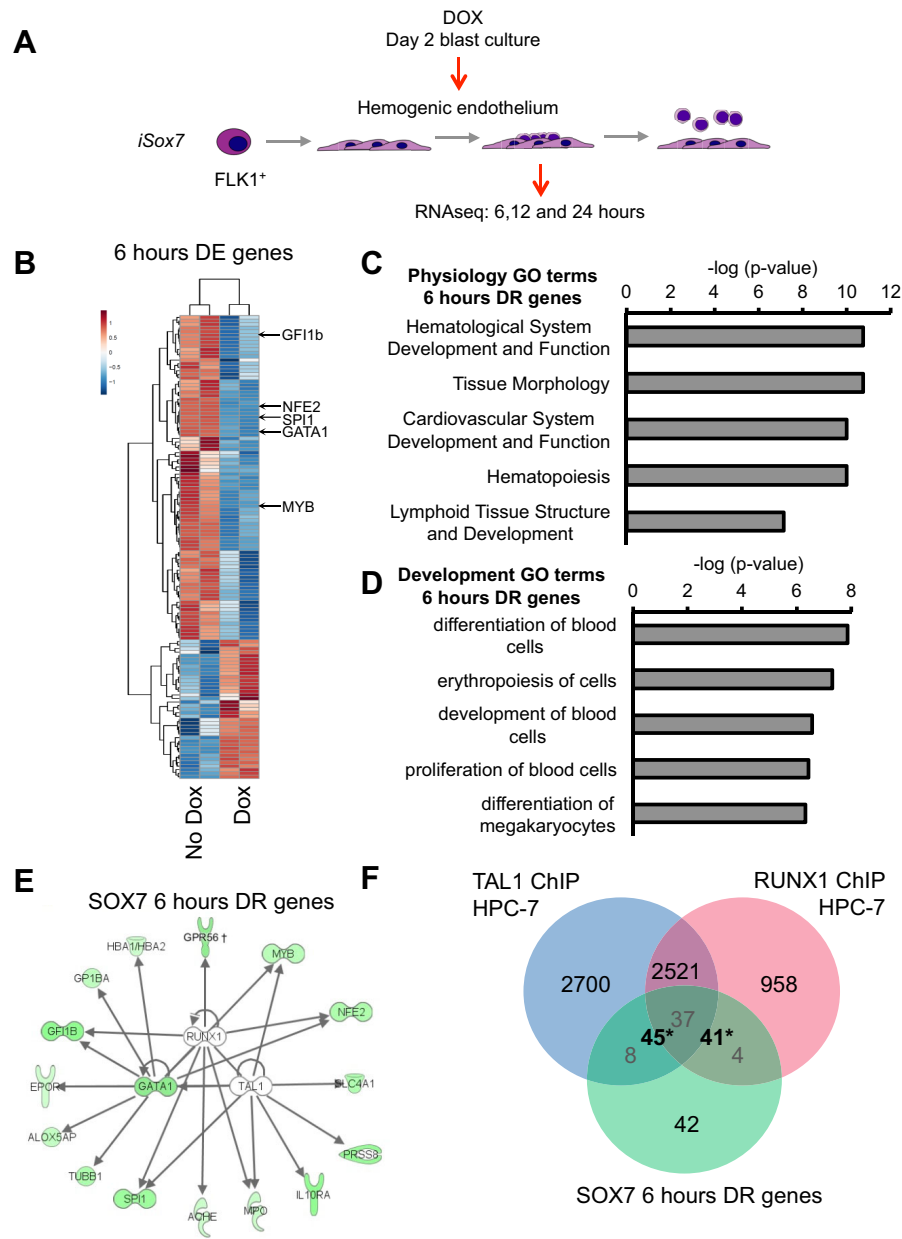 A
DOX
Day 2 blast culture
Hemogenic endothelium
iSox7
FLK1+
RNAseq: 6,12 and 24 hours
B
6 hours DE genes
1
0.5
0
−0.5
−1
GFI1b
NFE2
SPI1
GATA1
MYB
No Dox
Dox
C
Physiology GO terms
6 hours DR genes
-log (p-value)
0 2 4 6 8 10 12
Hematological System
Development and Function
Tissue Morphology
Cardiovascular System
Development and Function
Hematopoiesis
Lymphoid Tissue Structure
and Development
D
Development GO terms
6 hours DR genes
-log (p-value)
0 2 4 6 8
differentiation of blood
cells
erythropoiesis of cells
development of blood
cells
proliferation of blood cells
differentiation of
megakaryocytes
E
SOX7 6 hours DR genes
GPR56 †
HBA1/HBA2
MYB
GP1BA
NFE2
GFI1B
RUNX1
EPOR
GATA1
TAL1
SLC4A1
ALOX5AP
PRSS8
TUBB1
IL10RA
SPI1
ACHE
MPO
F
TAL1 ChIP
HPC-7
RUNX1 ChIP
HPC-7
2700
2521
958
37
45*
41*
8
4
42
SOX7 6 hours DR genes